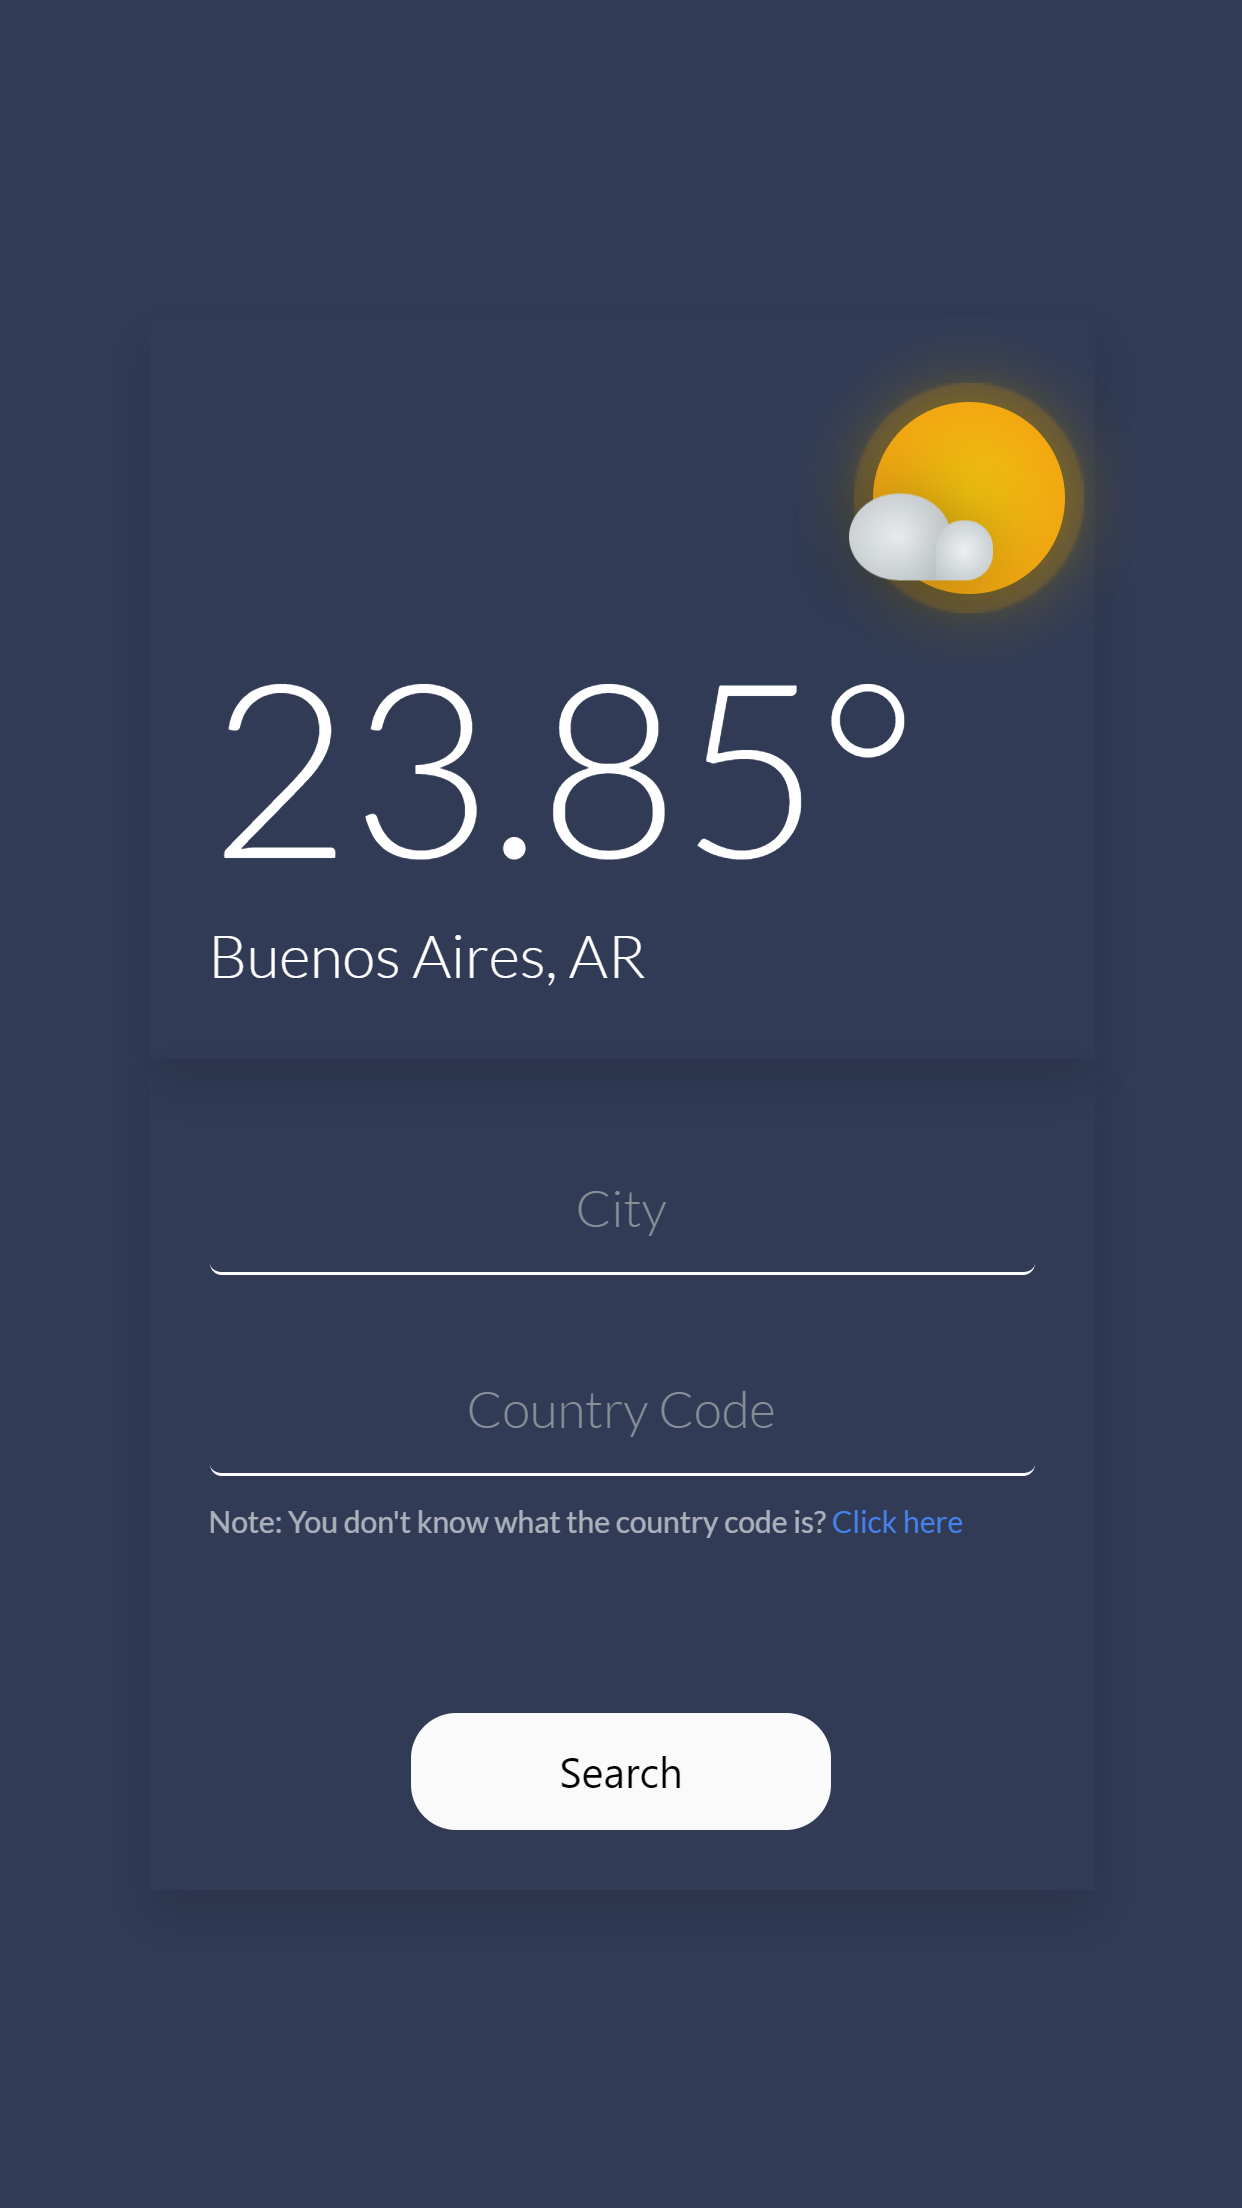 23.85°
Buenos Aires, AR
City
Country Code
Note: You don't know what the country code is? Click here
Search